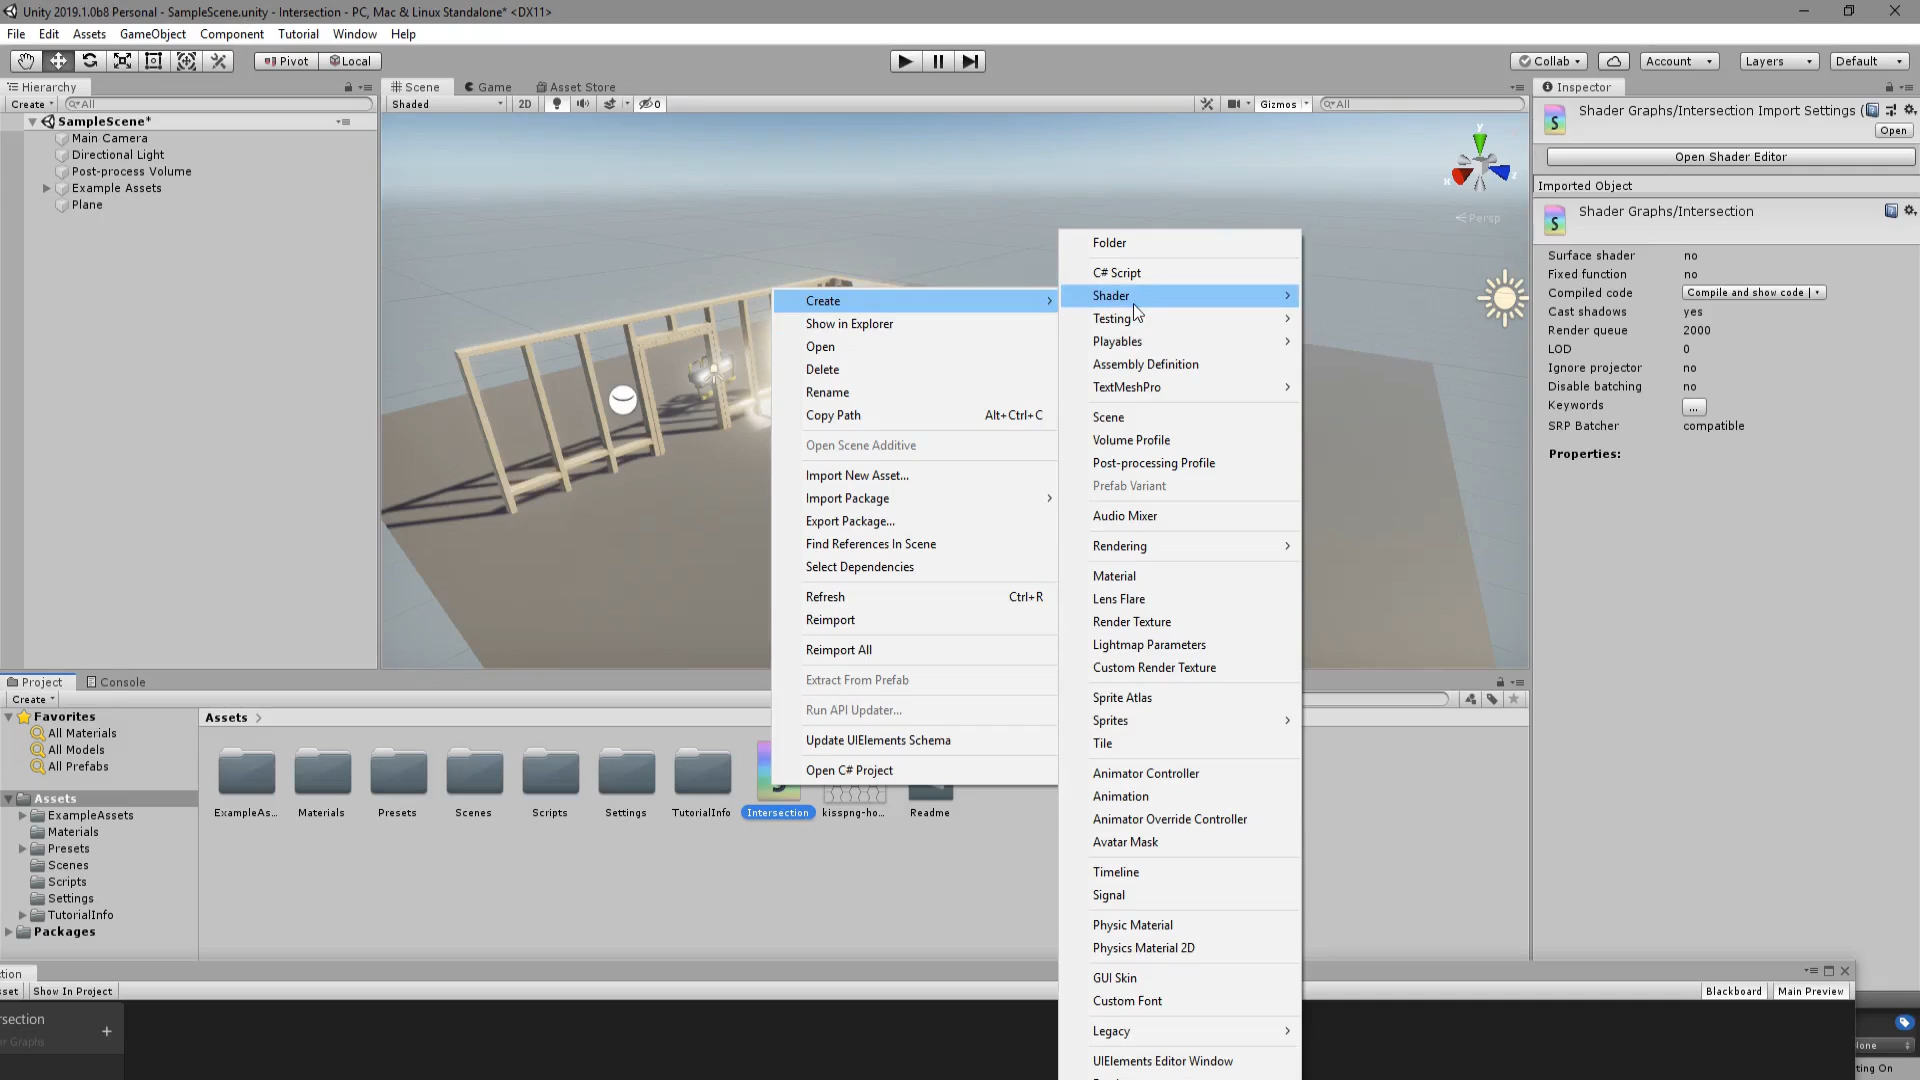 Unity 2019.1.0b8 Personal - SampleScene.unity - Intersection - PC, Mac & Linux Standalone* <DX11>
File Edit Assets GameObject Component Tutorial Window Help
Pivot Local Collab Account Layers Default
Hierarchy
Create All
SampleScene*
Main Camera
Directional Light
Post-process Volume
Example Assets
Plane
Scene Game Asset Store
Shaded 2D 0 Gizmos All
y
x
z
Persp
Create
Show in Explorer
Open
Delete
Rename
Copy Path Alt+Ctrl+C
Open Scene Additive
Import New Asset...
Import Package
Export Package...
Find References In Scene
Select Dependencies
Refresh Ctrl+R
Reimport
Reimport All
Extract From Prefab
Run API Updater...
Update UIElements Schema
Open C# Project
Folder
C# Script
Shader
Testing
Playables
Assembly Definition
TextMeshPro
Scene
Volume Profile
Post-processing Profile
Prefab Variant
Audio Mixer
Rendering
Material
Lens Flare
Render Texture
Lightmap Parameters
Custom Render Texture
Sprite Atlas
Sprites
Tile
Animator Controller
Animation
Animator Override Controller
Avatar Mask
Timeline
Signal
Physic Material
Physics Material 2D
GUI Skin
Custom Font
Legacy
UIElements Editor Window
Inspector
S Shader Graphs/Intersection Import Settings (
Open
Open Shader Editor
Imported Object
S Shader Graphs/Intersection
Surface shader no
Fixed function no
Compiled code Compile and show code
Cast shadows yes
Render queue 2000
LOD 0
Ignore projector no
Disable batching no
Keywords ...
SRP Batcher compatible
Properties:
Project Console
Create
Favorites
All Materials
All Models
All Prefabs
Assets
ExampleAssets
Materials
Presets
Scenes
Scripts
Settings
TutorialInfo
Packages
Assets >
ExampleAs... Materials Presets Scenes Scripts Settings TutorialInfo Intersection kisspng-ho... Readme
ction
set Show In Project Blackboard Main Preview
rsection +
er Graphs
lone
ting On